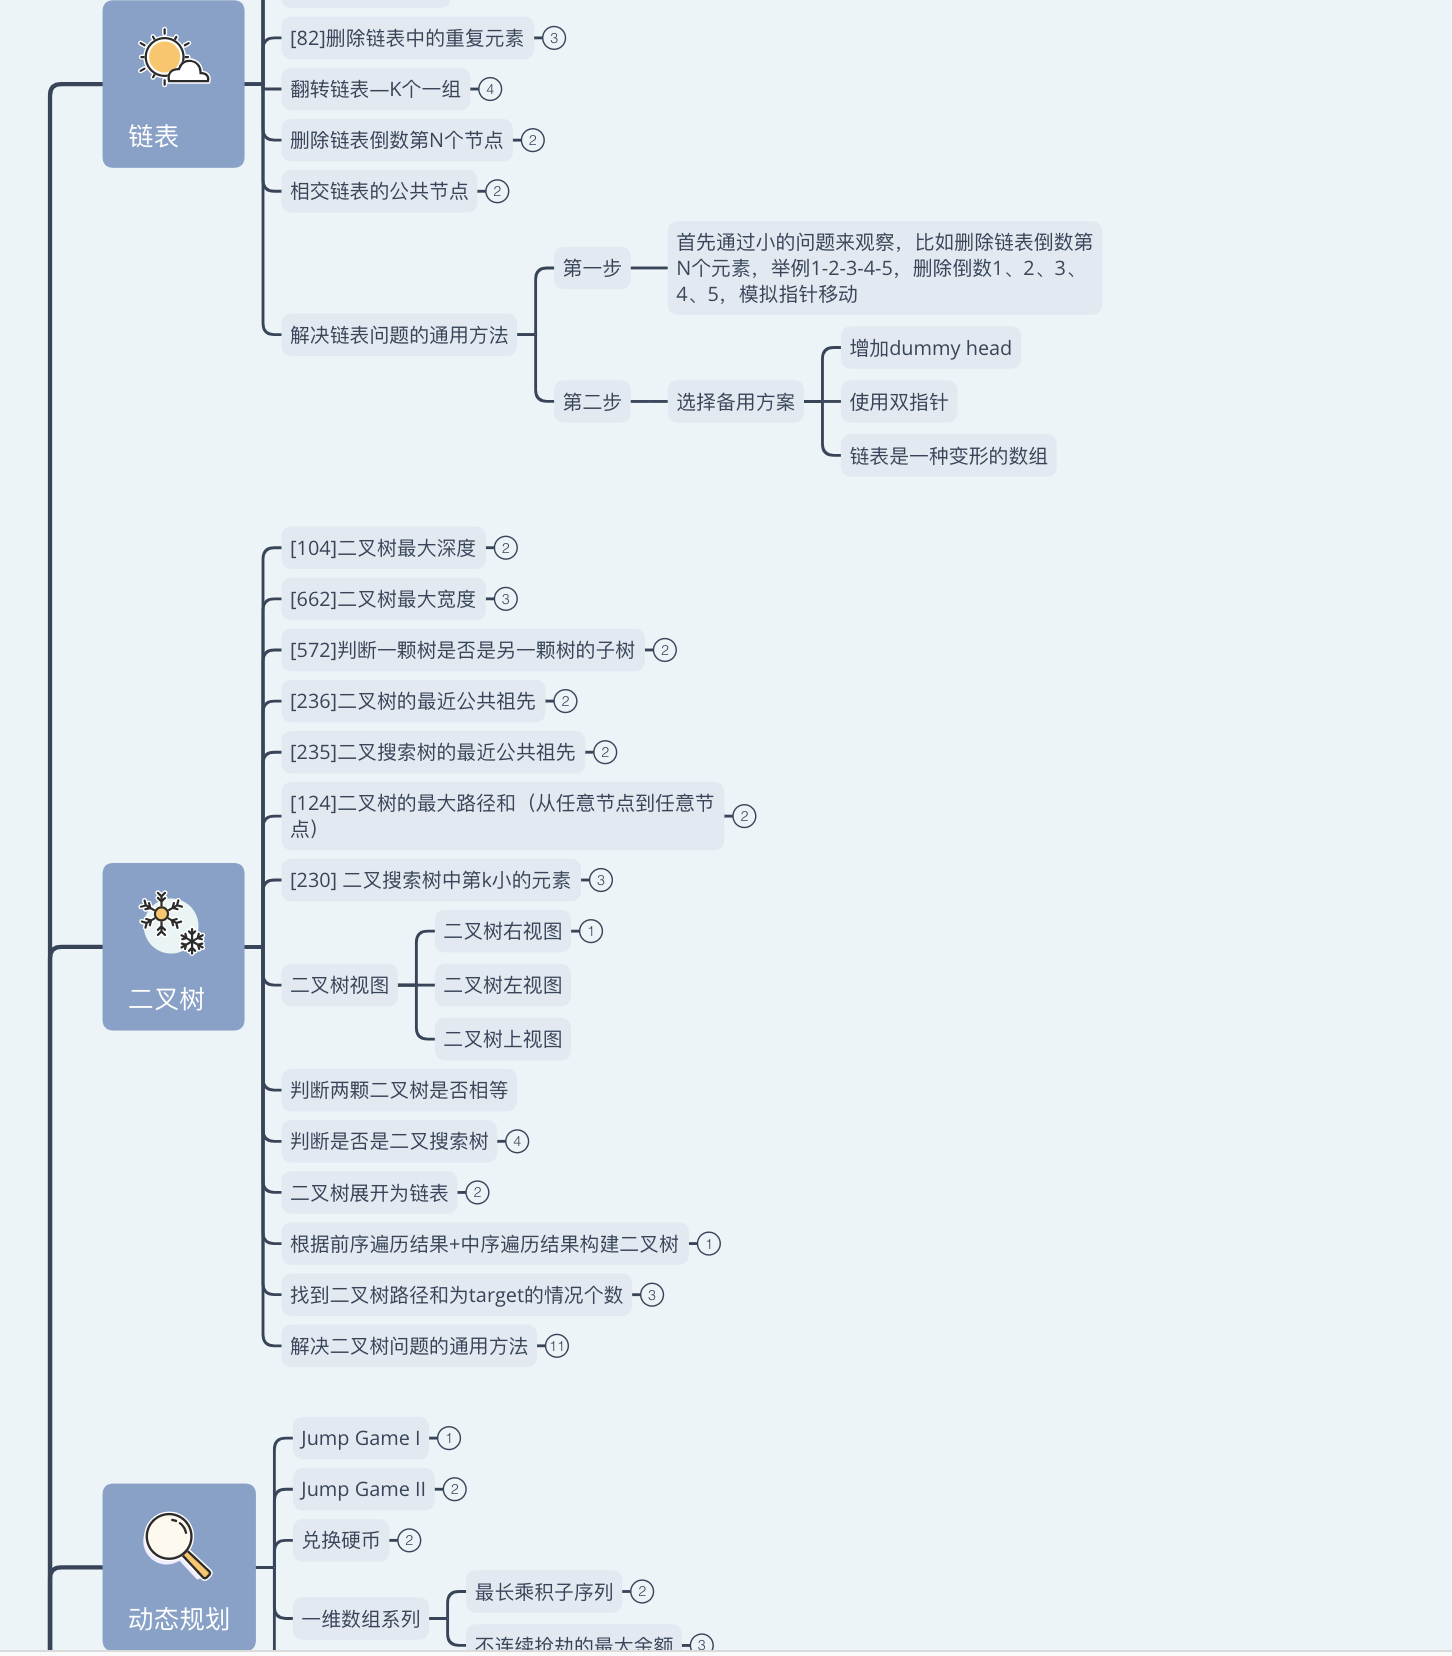 [82]删除链表中的重复元素 3
翻转链表—K个一组 4
删除链表倒数第N个节点 2
相交链表的公共节点 2
链表
解决链表问题的通用方法
第一步
首先通过小的问题来观察，比如删除链表倒数第
N个元素，举例1-2-3-4-5，删除倒数1、2、3、
4、5，模拟指针移动
第二步
选择备用方案
增加dummy head
使用双指针
链表是一种变形的数组
二叉树
[104]二叉树最大深度 2
[662]二叉树最大宽度 3
[572]判断一颗树是否是另一颗树的子树 2
[236]二叉树的最近公共祖先 2
[235]二叉搜索树的最近公共祖先 2
[124]二叉树的最大路径和（从任意节点到任意节
点） 2
[230] 二叉搜索树中第k小的元素 3
二叉树视图
二叉树右视图 1
二叉树左视图
二叉树上视图
判断两颗二叉树是否相等
判断是否是二叉搜索树 4
二叉树展开为链表 2
根据前序遍历结果+中序遍历结果构建二叉树 1
找到二叉树路径和为target的情况个数 3
解决二叉树问题的通用方法 11
动态规划
Jump Game I 1
Jump Game II 2
兑换硬币 2
一维数组系列
最长乘积子序列 2
不连续抢劫的最大金额 3